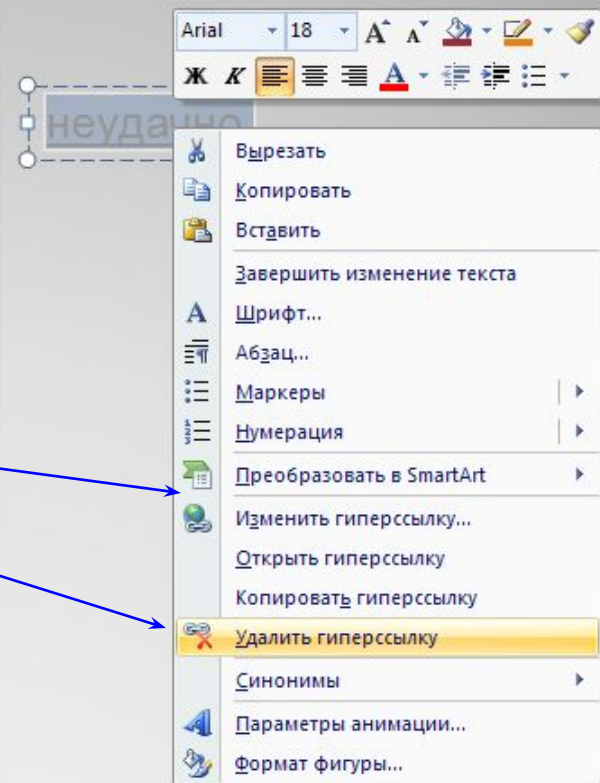 Arial 18 A A
Ж К А
неудачно
Вырезать
Копировать
Вставить
Завершить изменение текста
А Шрифт...
Абзац...
Маркеры
Нумерация
Преобразовать в SmartArt
Изменить гиперссылку...
Открыть гиперссылку
Копировать гиперссылку
Удалить гиперссылку
Синонимы
Параметры анимации...
Формат фигуры...